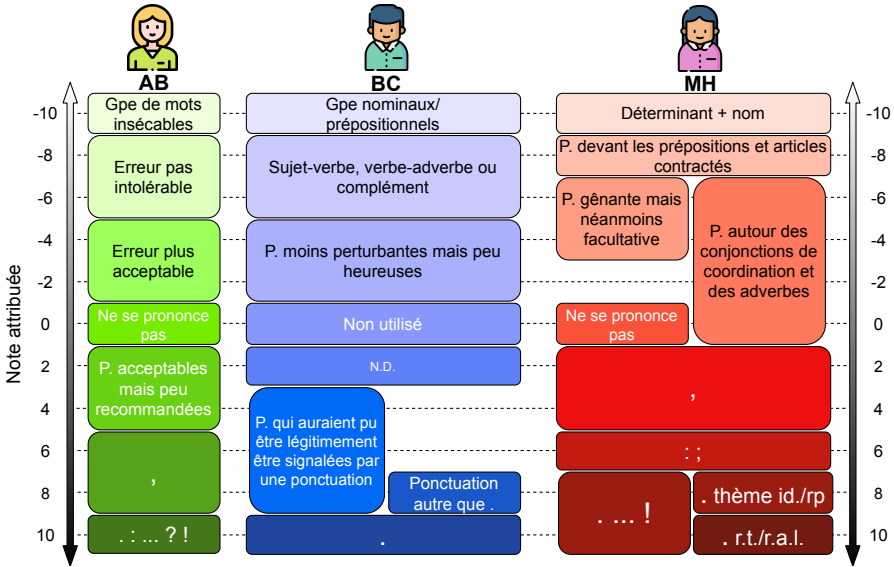 AB
BC
MH
Note attribuée
-10
-8
-6
-4
-2
0
2
4
6
8
10
Gpe de mots
insécables
Erreur pas
intolérable
Erreur plus
acceptable
Ne se prononce
pas
P. acceptables
mais peu
recommandées
,
. : ... ? !
Gpe nominaux/
prépositionnels
Sujet-verbe, verbe-adverbe ou
complément
P. moins perturbantes mais peu
heureuses
Non utilisé
N.D.
P. qui auraient pu
être légitimement
être signalées par
une ponctuation
Ponctuation
autre que .
.
Déterminant + nom
P. devant les prépositions et articles
contractés
P. gênante mais
néanmoins
facultative
P. autour des
conjonctions de
coordination et
des adverbes
Ne se prononce
pas
,
: ;
. ... !
. thème id./rp
. r.t./r.a.l.
-10
-8
-6
-4
-2
0
2
4
6
8
10